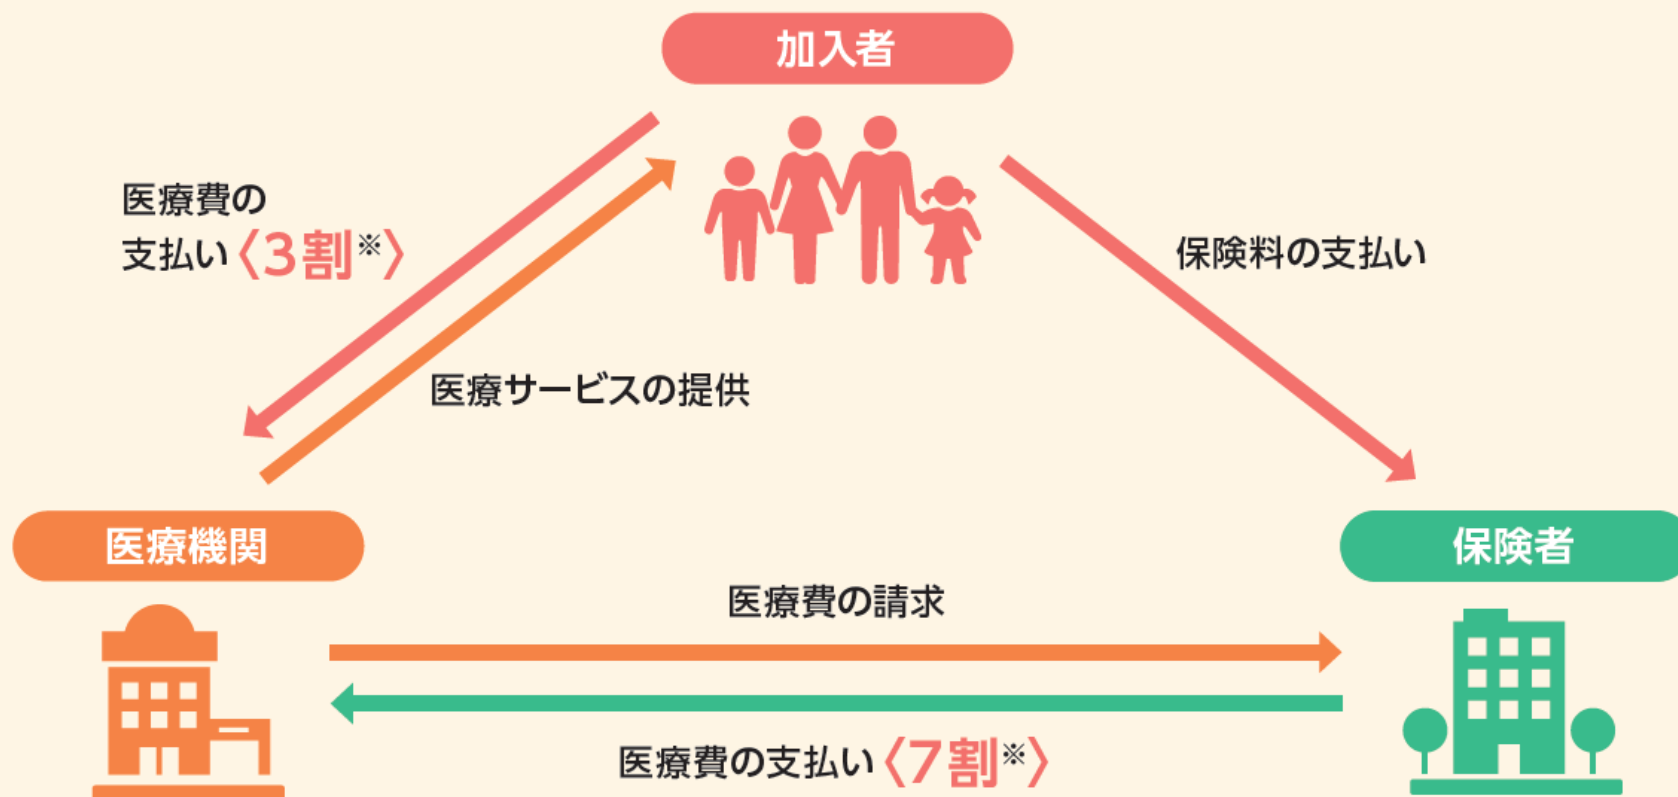 加入者
医療費の
支払い〈3割※〉
保険料の支払い
医療サービスの提供
医療機関
保険者
医療費の請求
医療費の支払い〈7割※〉